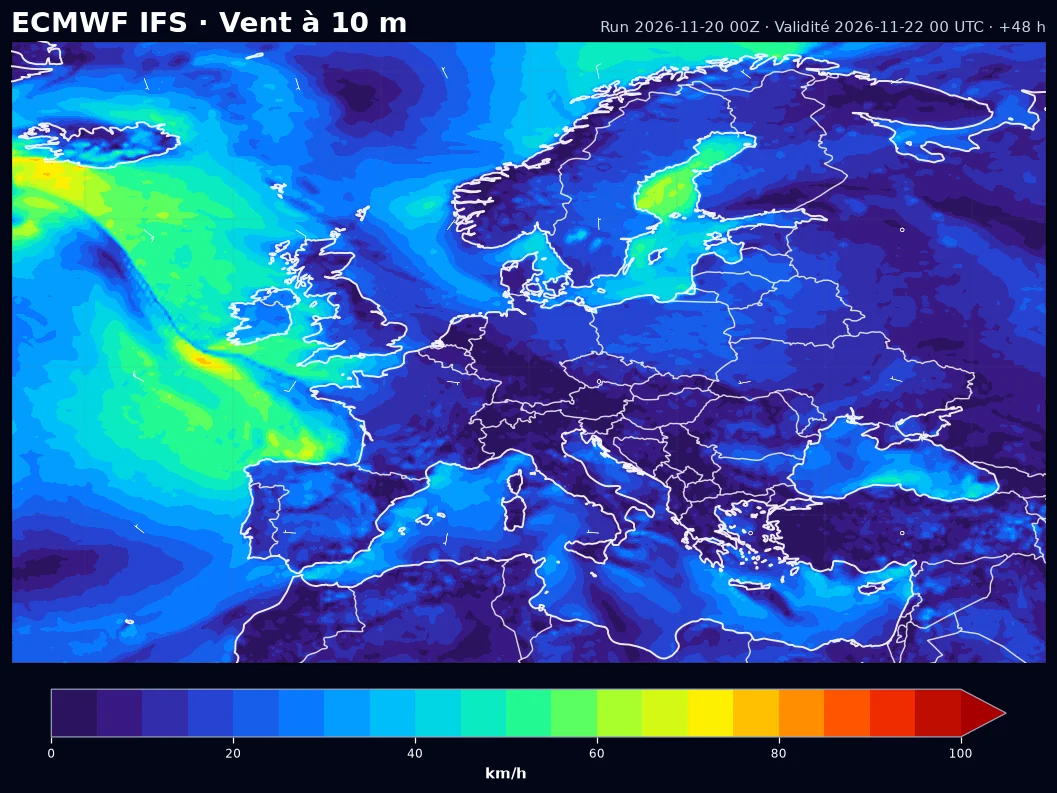 ECMWF IFS · Vent à 10 m
Run 2026-11-20 00Z · Validité 2026-11-22 00 UTC · +48 h
0 20 40 60 80 100
km/h